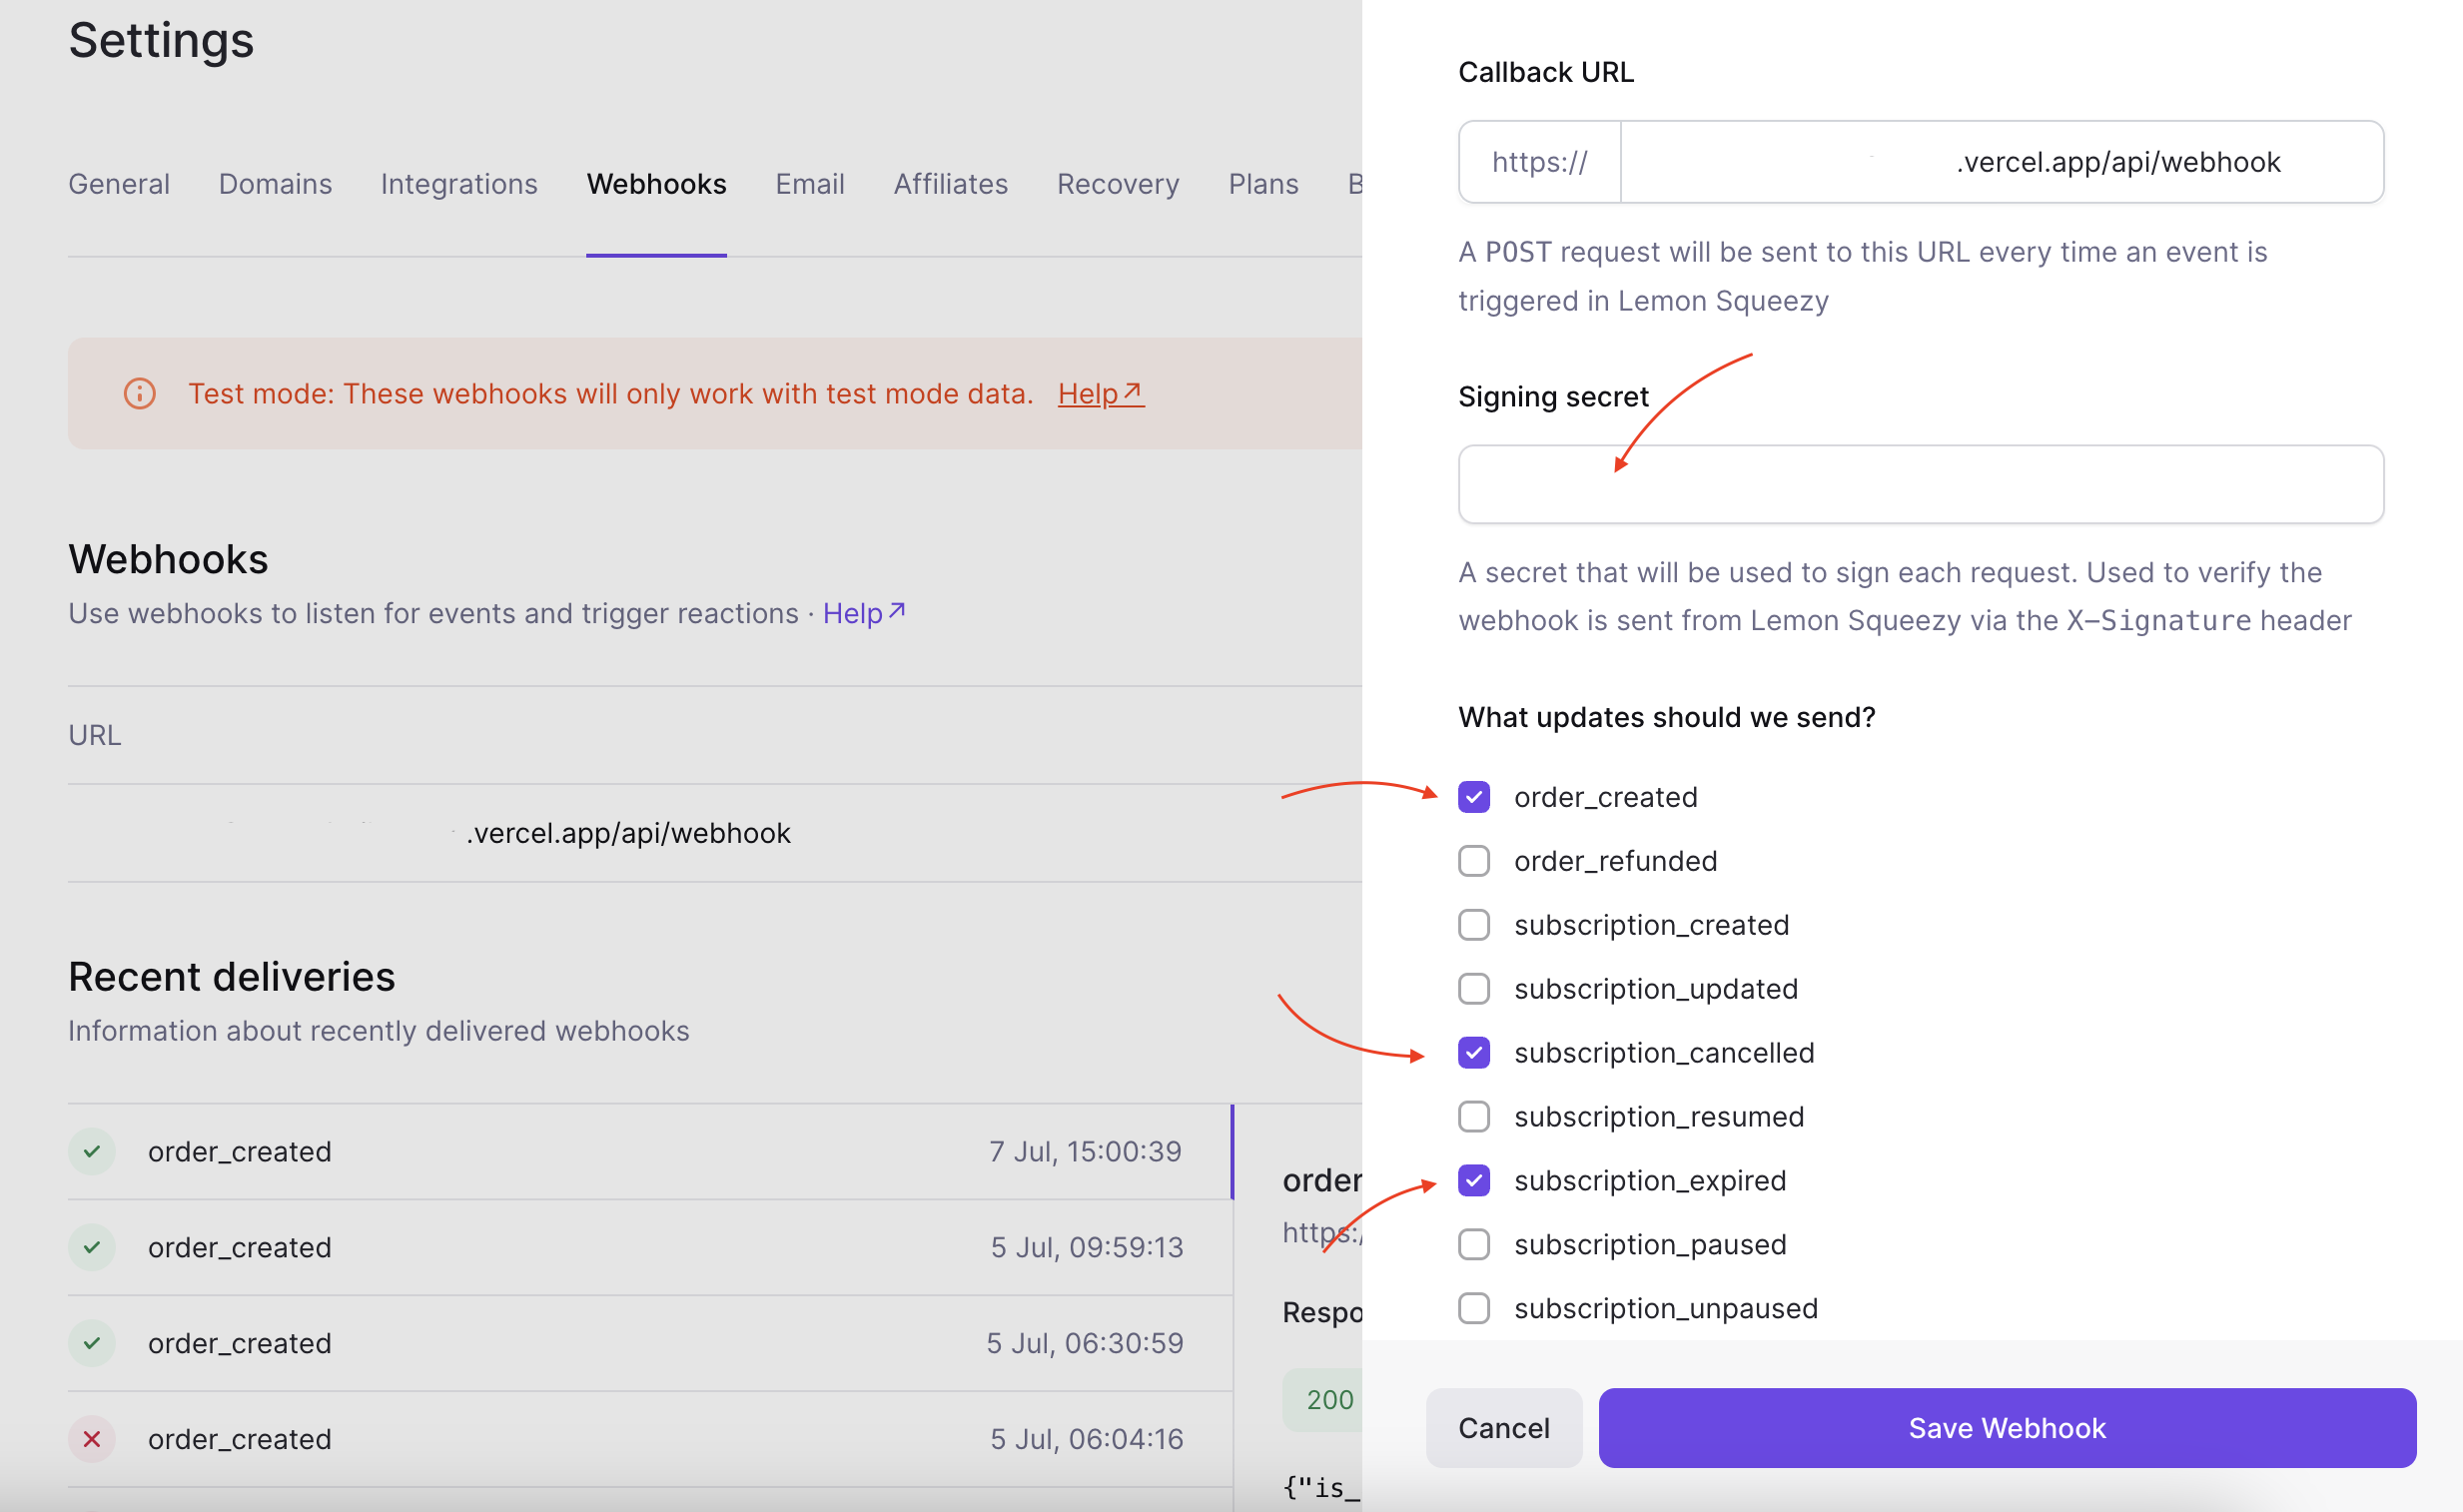 Settings
General Domains Integrations Webhooks Email Affiliates Recovery Plans
Test mode: These webhooks will only work with test mode data. Help↗
Webhooks
Use webhooks to listen for events and trigger reactions · Help↗
URL
.vercel.app/api/webhook
Recent deliveries
Information about recently delivered webhooks
order_created 7 Jul, 15:00:39
order_created 5 Jul, 09:59:13
order_created 5 Jul, 06:30:59
order_created 5 Jul, 06:04:16
order
https:/
Respo
200
{"is_
Callback URL
https:// .vercel.app/api/webhook
A POST request will be sent to this URL every time an event is
triggered in Lemon Squeezy
Signing secret
A secret that will be used to sign each request. Used to verify the
webhook is sent from Lemon Squeezy via the X-Signature header
What updates should we send?
order_created
order_refunded
subscription_created
subscription_updated
subscription_cancelled
subscription_resumed
subscription_expired
subscription_paused
subscription_unpaused
Cancel Save Webhook